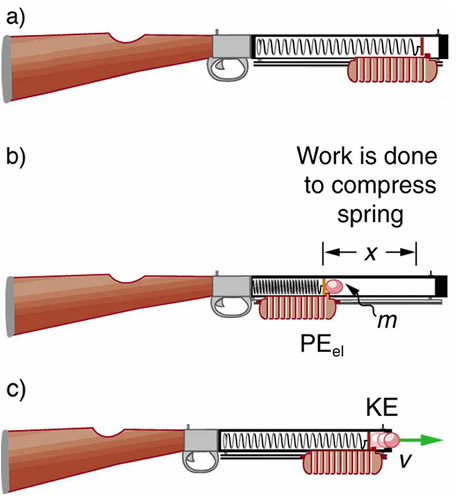 a)
b)
Work is done
to compress
spring
x
m
PEel
c)
KE
v